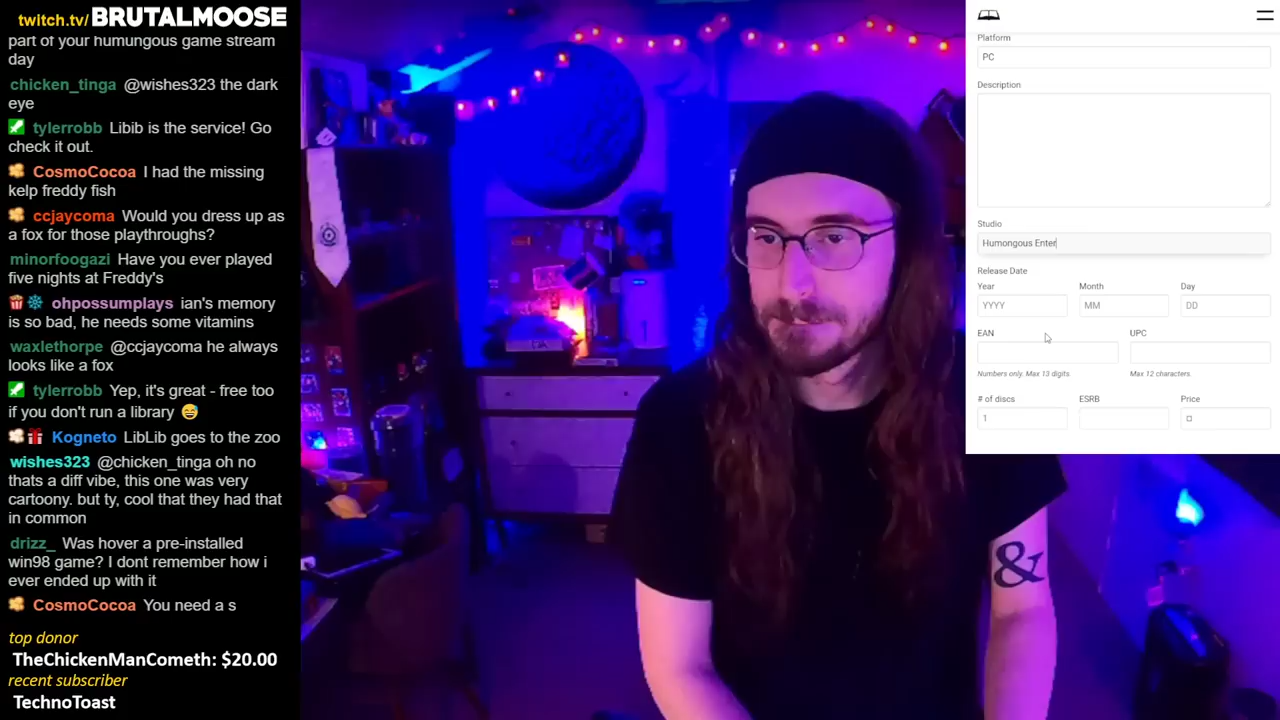 twitch.tv/BRUTALMOOSE
part of your humungous game stream
day
chicken_tinga @wishes323 the dark
eye
tylerrobb Libib is the service! Go
check it out.
CosmoCocoa I had the missing
kelp freddy fish
ccjaycoma Would you dress up as
a fox for those playthroughs?
minorfoogazi Have you ever played
five nights at Freddy's
ohpossumplays ian's memory
is so bad, he needs some vitamins
waxlethorpe @ccjaycoma he always
looks like a fox
tylerrobb Yep, it's great - free too
if you don't run a library 😅
Kogneto LibLib goes to the zoo
wishes323 @chicken_tinga oh no
thats a diff vibe, this one was very
cartoony. but ty, cool that they had that
in common
drizz_ Was hover a pre-installed
win98 game? I dont remember how i
ever ended up with it
CosmoCocoa You need a s
top donor
TheChickenManCometh: $20.00
recent subscriber
TechnoToast
Platform
PC
Description
Studio
Humongous Enter
Release Date
Year Month Day
YYYY MM DD
EAN UPC
Numbers only. Max 13 digits. Max 12 characters.
# of discs ESRB Price
1
&